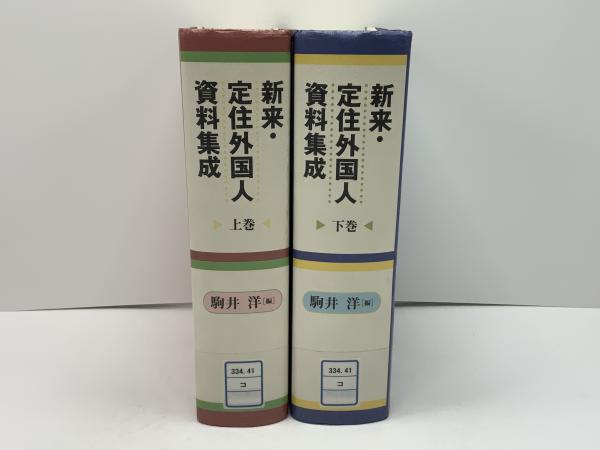 新来・
定住外国人
資料集成
上巻
駒井 洋[編]
334.41
コ
新来・
定住外国人
資料集成
下巻
駒井 洋[編]
334.41
コ